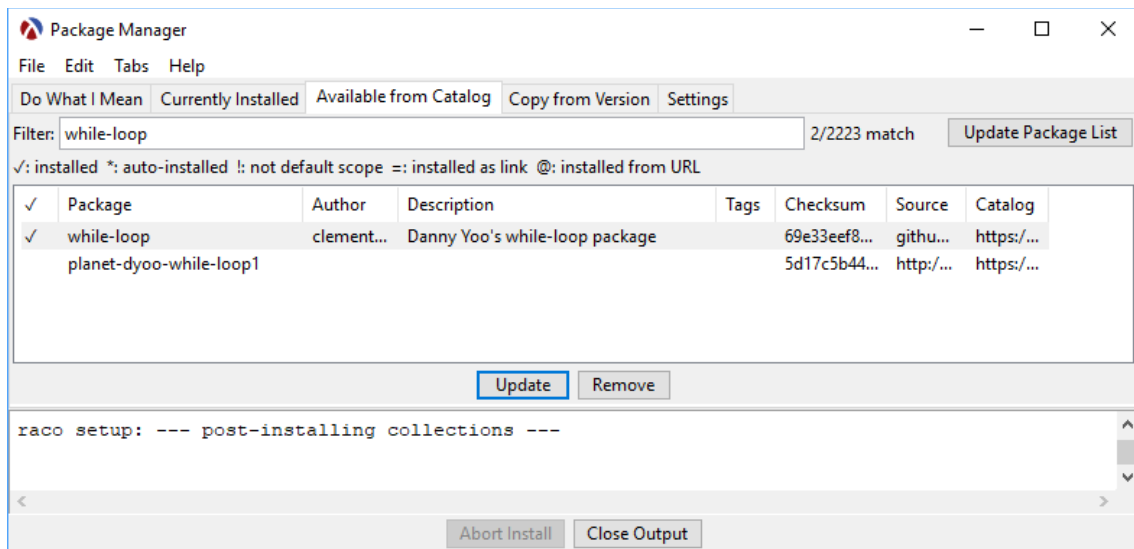 Package Manager
File Edit Tabs Help
Do What I Mean Currently Installed Available from Catalog Copy from Version Settings
Filter: while-loop 2/2223 match Update Package List
✓: installed *: auto-installed !: not default scope =: installed as link @: installed from URL
✓ Package Author Description Tags Checksum Source Catalog
✓ while-loop clement... Danny Yoo's while-loop package 69e33eef8... githu... https:/...
planet-dyoo-while-loop1 5d17c5b44... http:/... https:/...
Update Remove
raco setup: --- post-installing collections ---
Abort Install Close Output